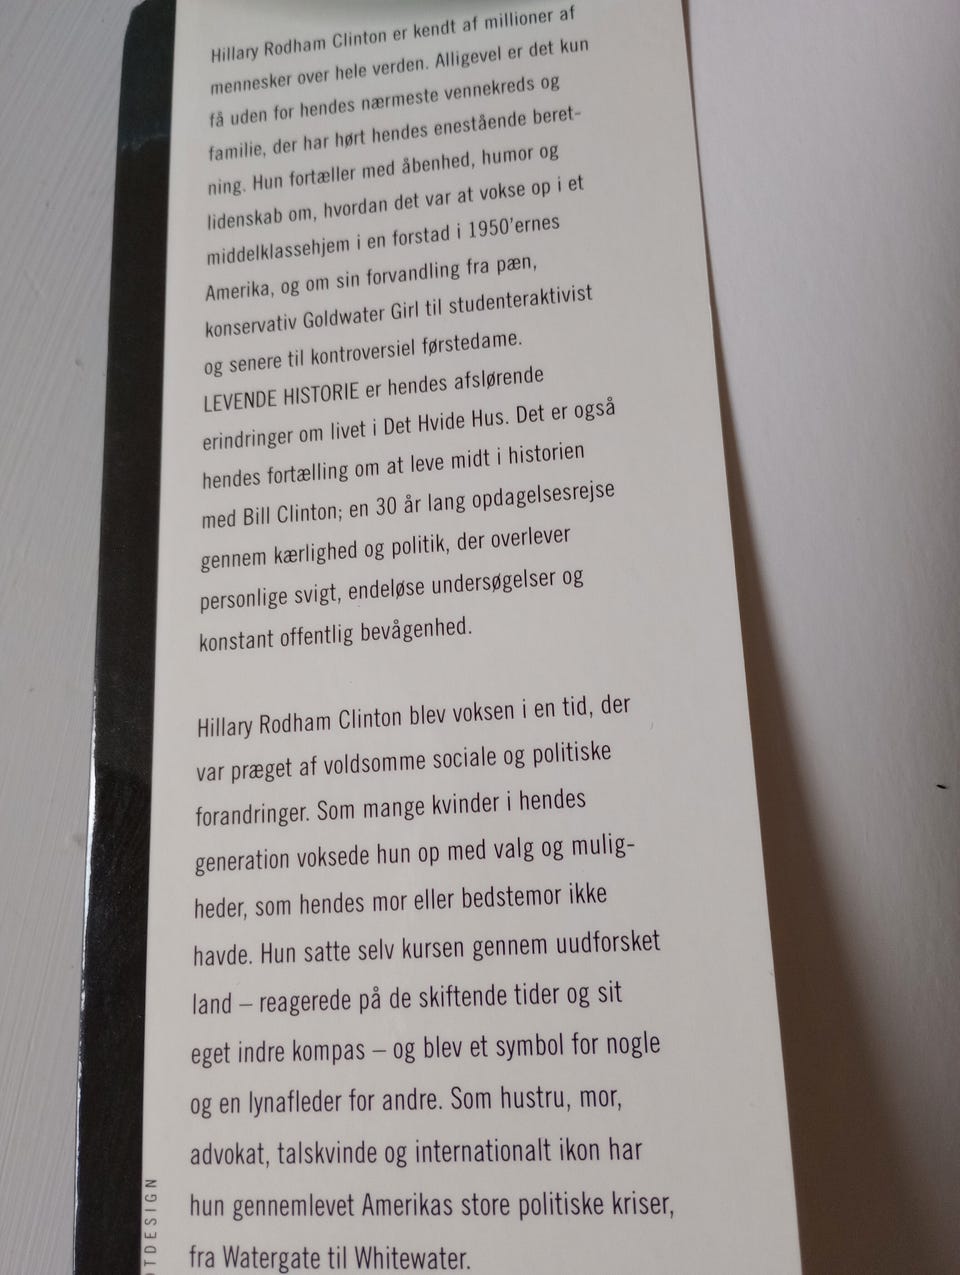 Hillary Rodham Clinton er kendt af millioner af
mennesker over hele verden. Alligevel er det kun
få uden for hendes nærmeste vennekreds og
familie, der har hørt hendes enestående beret-
ning. Hun fortæller med åbenhed, humor og
lidenskab om, hvordan det var at vokse op i et
middelklassehjem i en forstad i 1950'ernes
Amerika, og om sin forvandling fra pæn,
konservativ Goldwater Girl til studenteraktivist
og senere til kontroversiel førstedame.
LEVENDE HISTORIE er hendes afslørende
erindringer om livet i Det Hvide Hus. Det er også
hendes fortælling om at leve midt i historien
med Bill Clinton; en 30 år lang opdagelsesrejse
gennem kærlighed og politik, der overlever
personlige svigt, endeløse undersøgelser og
konstant offentlig bevågenhed.
Hillary Rodham Clinton blev voksen i en tid, der
var præget af voldsomme sociale og politiske
forandringer. Som mange kvinder i hendes
generation voksede hun op med valg og mulig-
heder, som hendes mor eller bedstemor ikke
havde. Hun satte selv kursen gennem uudforsket
land – reagerede på de skiftende tider og sit
eget indre kompas – og blev et symbol for nogle
og en lynafleder for andre. Som hustru, mor,
advokat, talskvinde og internationalt ikon har
hun gennemlevet Amerikas store politiske kriser,
fra Watergate til Whitewater.